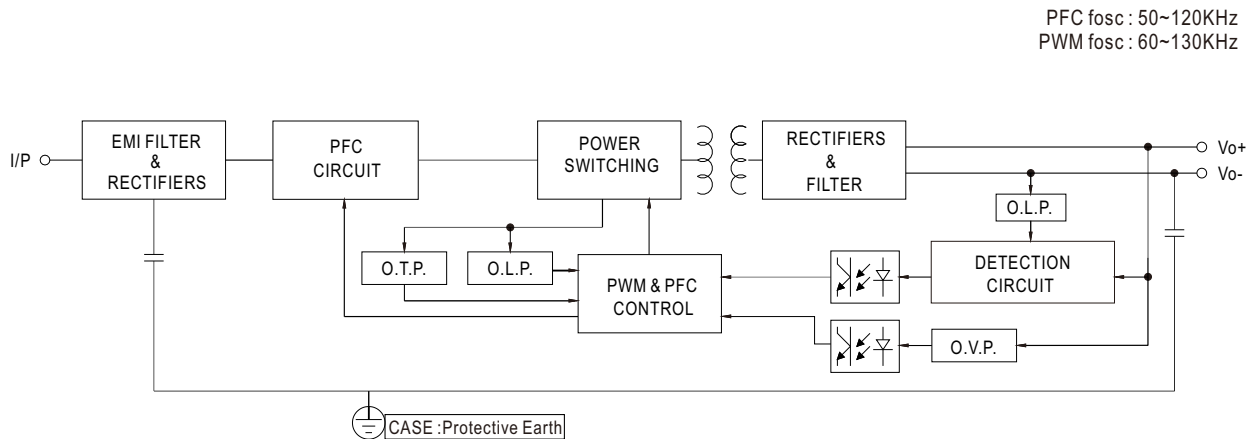 PFC fosc : 50~120KHz
PWM fosc : 60~130KHz
I/P
EMI FILTER
&
RECTIFIERS
PFC
CIRCUIT
POWER
SWITCHING
RECTIFIERS
&
FILTER
Vo+
Vo-
O.L.P.
O.T.P.
O.L.P.
PWM & PFC
CONTROL
DETECTION
CIRCUIT
O.V.P.
CASE :Protective Earth